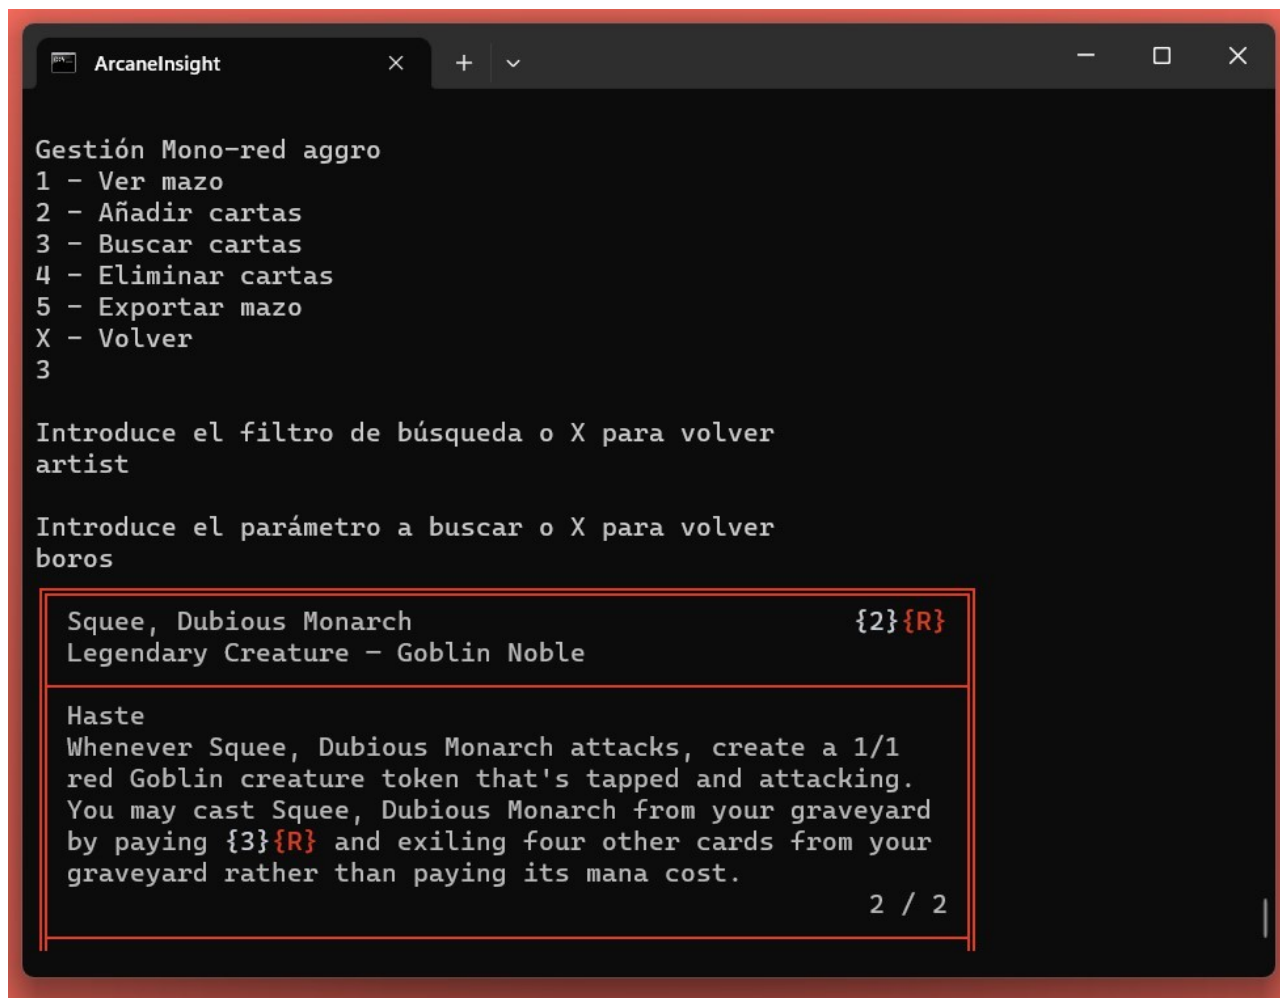 ArcaneInsight
Gestión Mono-red aggro
1 - Ver mazo
2 - Añadir cartas
3 - Buscar cartas
4 - Eliminar cartas
5 - Exportar mazo
X - Volver
3
Introduce el filtro de búsqueda o X para volver
artist
Introduce el parámetro a buscar o X para volver
boros
Squee, Dubious Monarch {2}{R}
Legendary Creature — Goblin Noble
Haste
Whenever Squee, Dubious Monarch attacks, create a 1/1
red Goblin creature token that's tapped and attacking.
You may cast Squee, Dubious Monarch from your graveyard
by paying {3}{R} and exiling four other cards from your
graveyard rather than paying its mana cost.
2 / 2